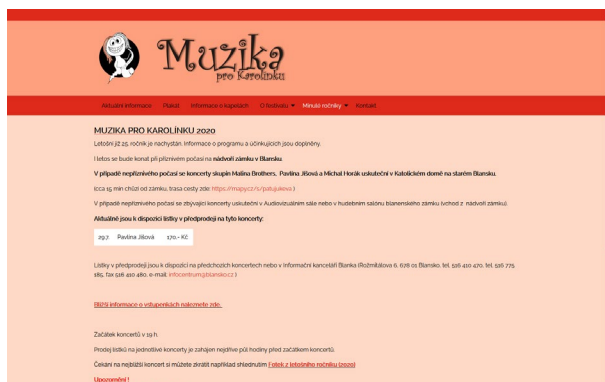 Muzika
pro Karolínku
Aktuální informace Plakát Informace o kapelách O festivalu Minulé ročníky Kontakt
MUZIKA PRO KAROLÍNKU 2020
Letošní již 25. ročník je nachystán. Informace o programu a účinkujících jsou doplněny.
I letos se bude konat při příznivém počasí na nádvoří zámku v Blansku.
V případě nepříznivého počasí se koncerty skupin Malina Brothers, Pavlína Jíšová a Michal Horák uskuteční v Katolickém domě na starém Blansku.
(cca 15 min chůzí od zámku, trasa cesty zde: https://mapy.cz/s/patujukeva )
V případě nepříznivého počasí se zbývající koncerty uskuteční v Audiovizuálním sále nebo v hudebním salónu blanenského zámku (vchod z nádvoří zámku).
Aktuálně jsou k dispozici lístky v předprodeji na tyto koncerty:
29.7. Pavlína Jíšová 170,- Kč
Lístky v předprodeji jsou k dispozici na předchozích koncertech nebo v Informační kanceláři Blanka (Rožmitálova 6, 678 01 Blansko, tel. 516 410 470, tel. 516 775
185, fax 516 410 480, e-mail: infocentrum@blansko.cz )
Bližší informace o vstupenkách naleznete zde.
Začátek koncertů v 19 h.
Prodej lístků na jednotlivé koncerty je zahájen nejdříve půl hodiny před začátkem koncertů.
Čekání na nejbližší koncert si můžete zkrátit například shlédnutím Fotek z letošního ročníku (2020)
Upozornění !